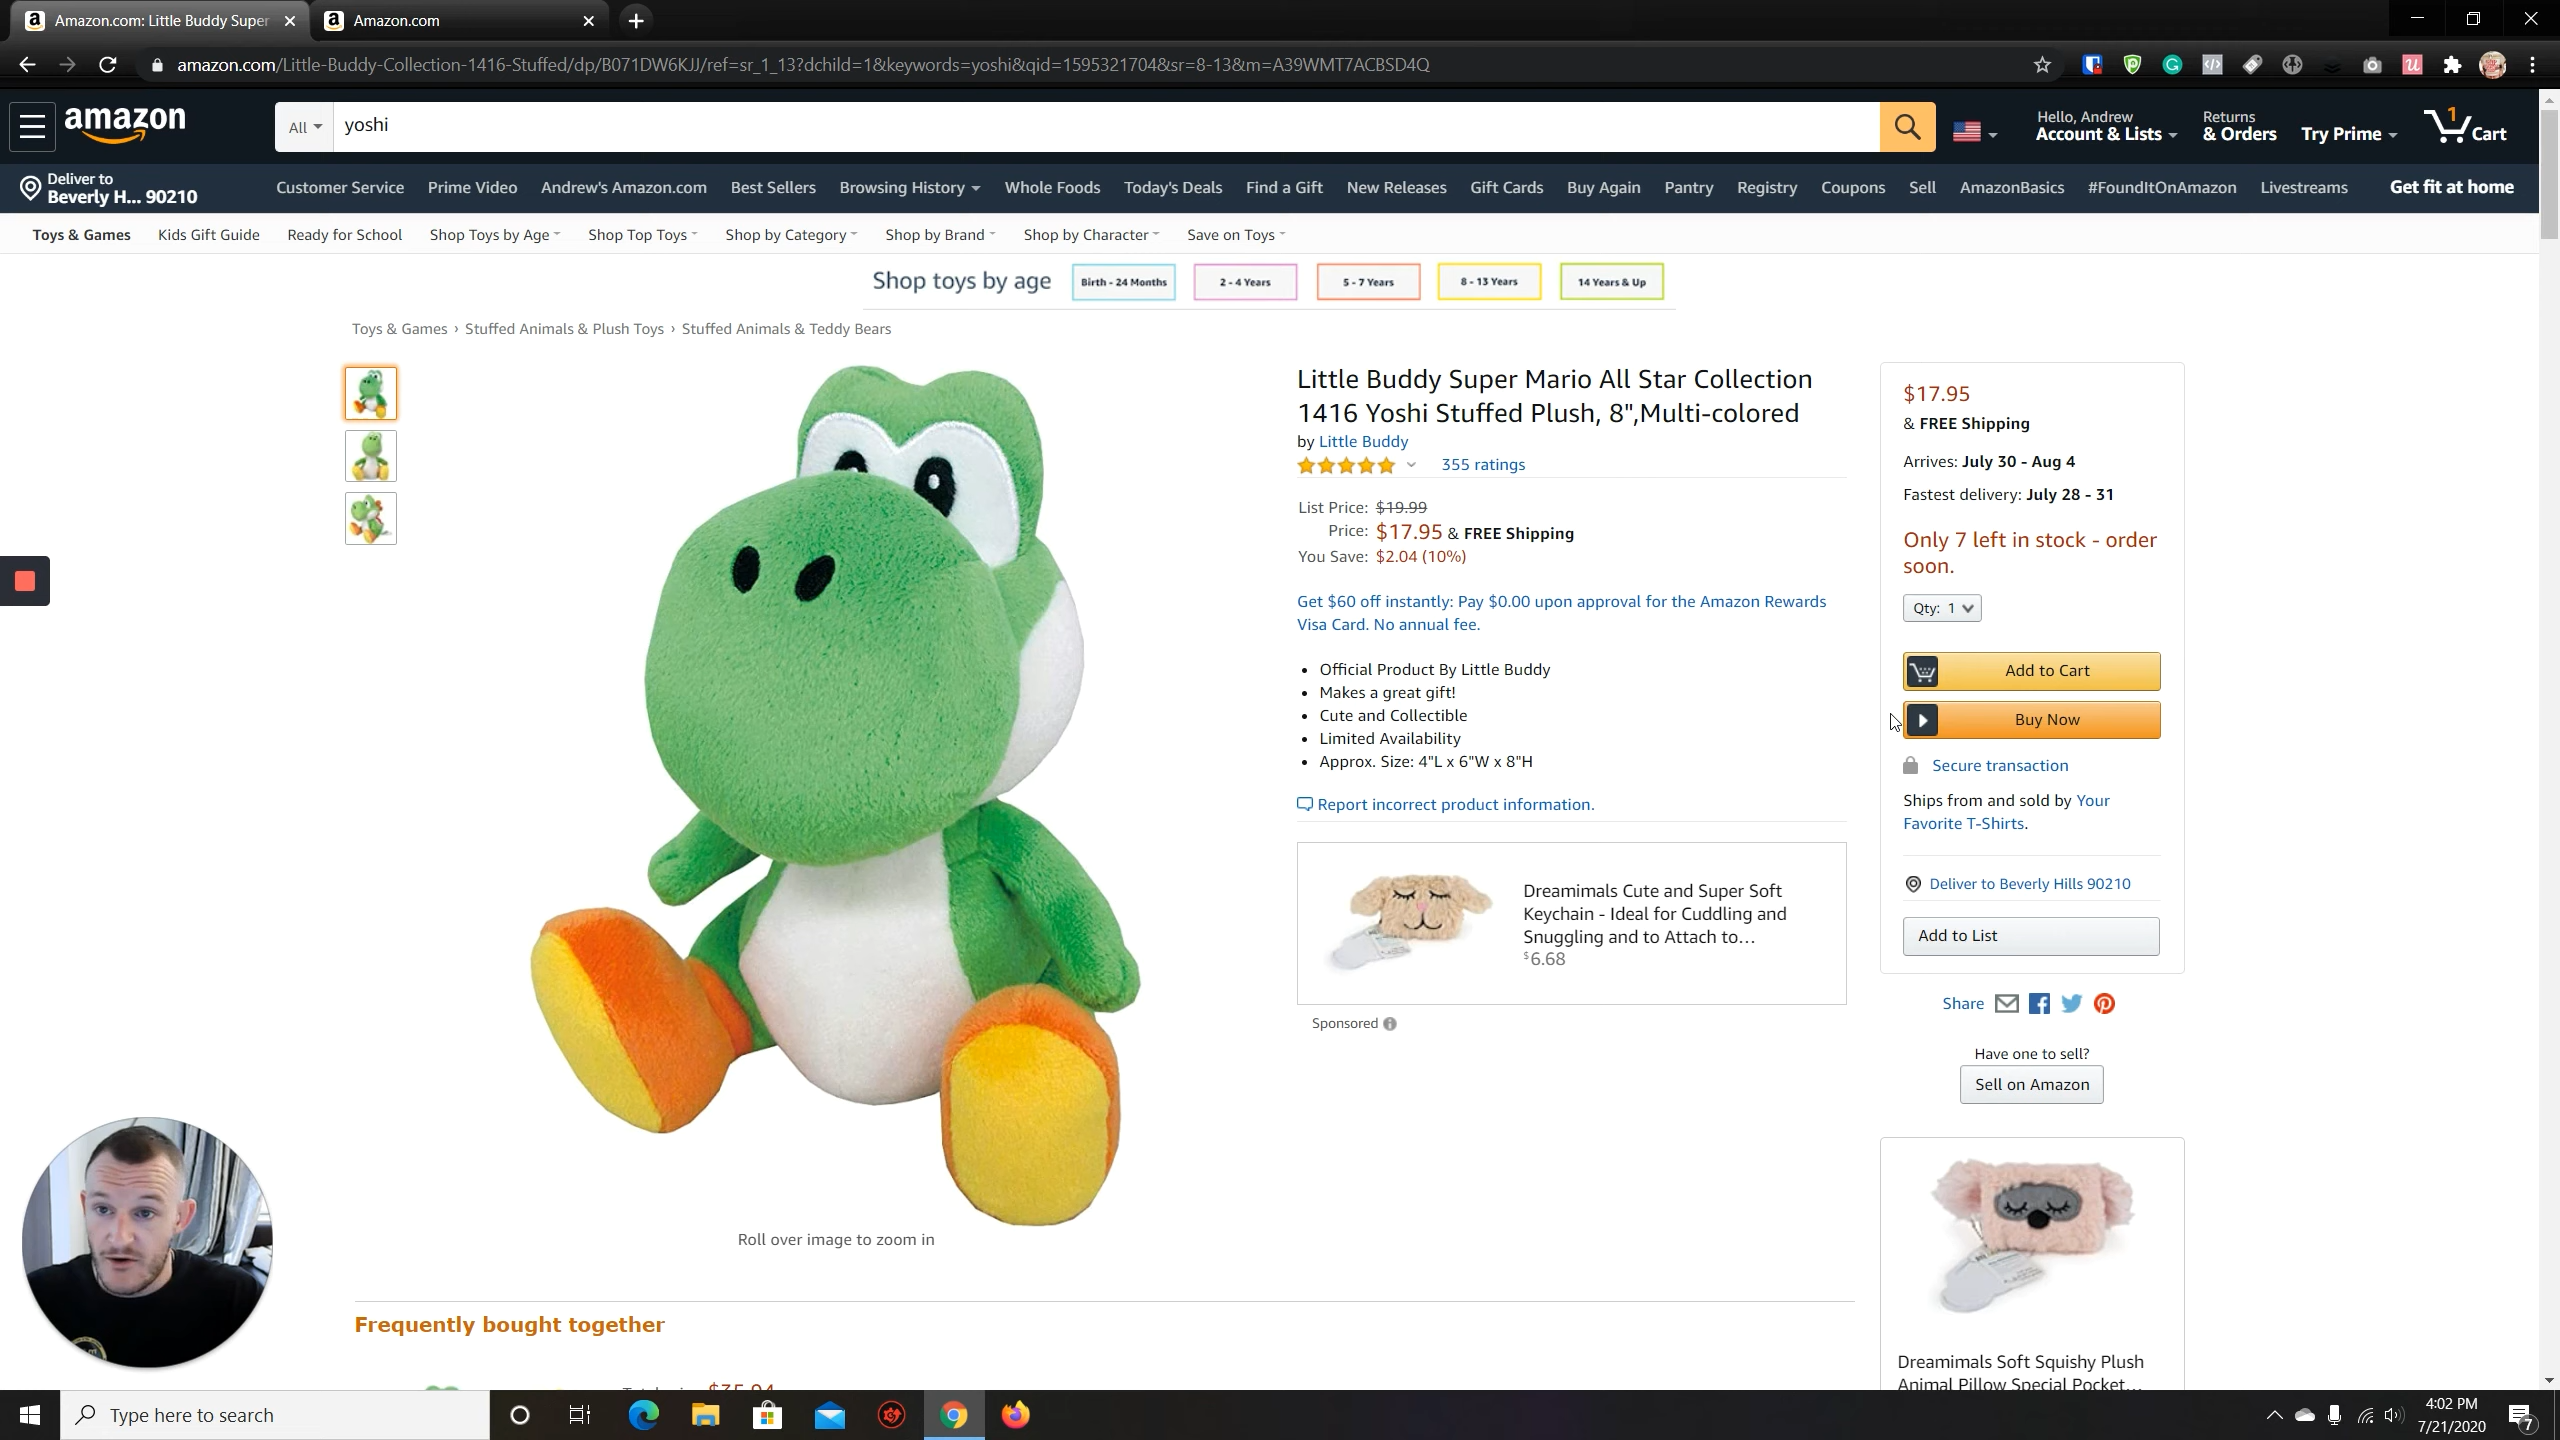 Amazon.com: Little Buddy Super
Amazon.com
amazon.com/Little-Buddy-Collection-1416-Stuffed/dp/B071DW6KJJ/ref=sr_1_13?dchild=1&keywords=yoshi&qid=1595321704&sr=8-13&m=A39WMT7ACBSD4Q
amazon
All
yoshi
Hello, Andrew
Account & Lists
Returns
& Orders
Try Prime
1
Cart
Deliver to
Beverly H... 90210
Customer Service Prime Video Andrew's Amazon.com Best Sellers Browsing History Whole Foods Today's Deals Find a Gift New Releases Gift Cards Buy Again Pantry Registry Coupons Sell AmazonBasics #FoundItOnAmazon Livestreams Get fit at home
Toys & Games Kids Gift Guide Ready for School Shop Toys by Age Shop Top Toys Shop by Category Shop by Brand Shop by Character Save on Toys
Shop toys by age Birth - 24 Months 2 - 4 Years 5 - 7 Years 8 - 13 Years 14 Years & Up
Toys & Games › Stuffed Animals & Plush Toys › Stuffed Animals & Teddy Bears
Roll over image to zoom in
Little Buddy Super Mario All Star Collection
1416 Yoshi Stuffed Plush, 8",Multi-colored
by Little Buddy
355 ratings
List Price: $19.99
Price: $17.95 & FREE Shipping
You Save: $2.04 (10%)
Get $60 off instantly: Pay $0.00 upon approval for the Amazon Rewards
Visa Card. No annual fee.
• Official Product By Little Buddy
• Makes a great gift!
• Cute and Collectible
• Limited Availability
• Approx. Size: 4"L x 6"W x 8"H
Report incorrect product information.
Dreamimals Cute and Super Soft
Keychain - Ideal for Cuddling and
Snuggling and to Attach to...
$6.68
Sponsored
$17.95
& FREE Shipping
Arrives: July 30 - Aug 4
Fastest delivery: July 28 - 31
Only 7 left in stock - order
soon.
Qty: 1
Add to Cart
Buy Now
Secure transaction
Ships from and sold by Your
Favorite T-Shirts.
Deliver to Beverly Hills 90210
Add to List
Share
Have one to sell?
Sell on Amazon
Dreamimals Soft Squishy Plush
Animal Pillow Special Pocket...
Frequently bought together
$35.94
Type here to search
4:02 PM
7/21/2020
7